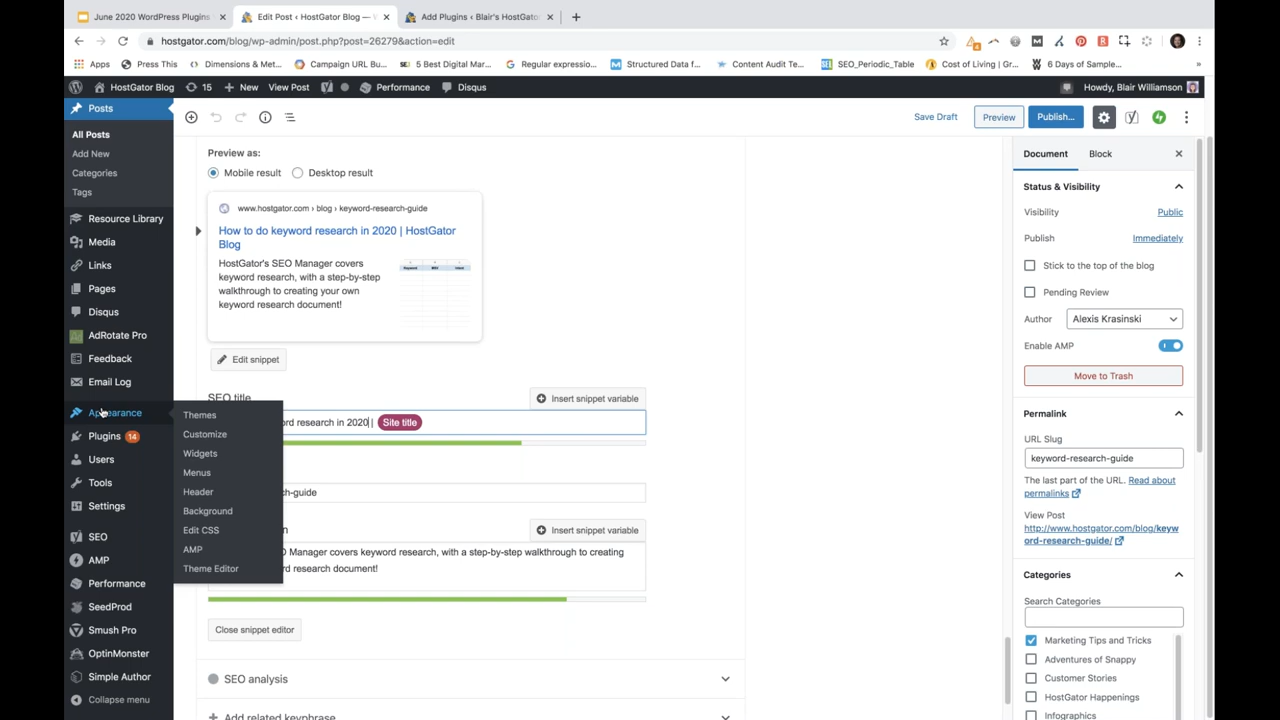 June 2020 WordPress Plugins
Edit Post ‹ HostGator Blog —
Add Plugins ‹ Blair's HostGato
hostgator.com/blog/wp-admin/post.php?post=26279&action=edit
Apps
Press This
Dimensions & Met...
Campaign URL Bu...
5 Best Digital Mar...
Regular expressio...
Structured Data f...
Content Audit Te...
SEO_Periodic_Table
Cost of Living | Gr...
6 Days of Sample...
»
HostGator Blog
15
New
View Post
Performance
Disqus
Howdy, Blair Williamson
Posts
All Posts
Add New
Categories
Tags
Resource Library
Media
Links
Pages
Disqus
AdRotate Pro
Feedback
Email Log
Appearance
Plugins 14
Users
Tools
Settings
SEO
AMP
Performance
SeedProd
Smush Pro
OptinMonster
Simple Author
Collapse menu
Themes
Customize
Widgets
Menus
Header
Background
Edit CSS
AMP
Theme Editor
Save Draft
Preview
Publish...
Preview as:
Mobile result
Desktop result
www.hostgator.com › blog › keyword-research-guide
How to do keyword research in 2020 | HostGator
Blog
HostGator's SEO Manager covers
keyword research, with a step-by-step
walkthrough to creating your own
keyword research document!
Edit snippet
SEO title
Insert snippet variable
ord research in 2020 | Site title
ch-guide
Insert snippet variable
O Manager covers keyword research, with a step-by-step walkthrough to creating
ord research document!
Close snippet editor
SEO analysis
Add related keyphrase
Document
Block
Status & Visibility
Visibility
Public
Publish
Immediately
Stick to the top of the blog
Pending Review
Author
Alexis Krasinski
Enable AMP
Move to Trash
Permalink
URL Slug
keyword-research-guide
The last part of the URL. Read about
permalinks
View Post
http://www.hostgator.com/blog/keyw
ord-research-guide/
Categories
Search Categories
Marketing Tips and Tricks
Adventures of Snappy
Customer Stories
HostGator Happenings
Infographics